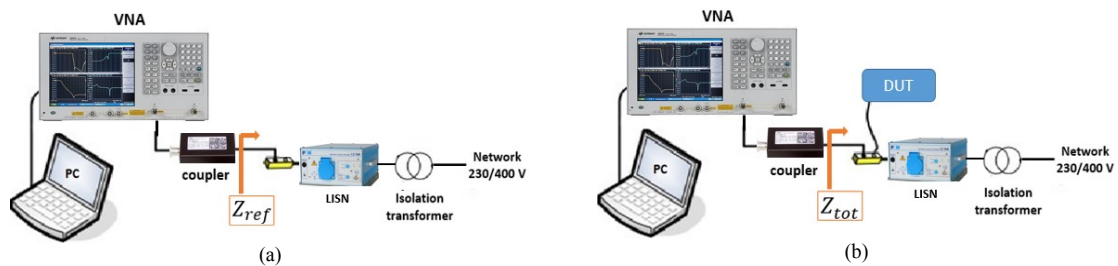 VNA
PC
coupler
Z_ref
LISN
Isolation
transformer
Network
230/400 V
(a)
VNA
DUT
PC
coupler
Z_tot
LISN
Isolation
transformer
Network
230/400 V
(b)